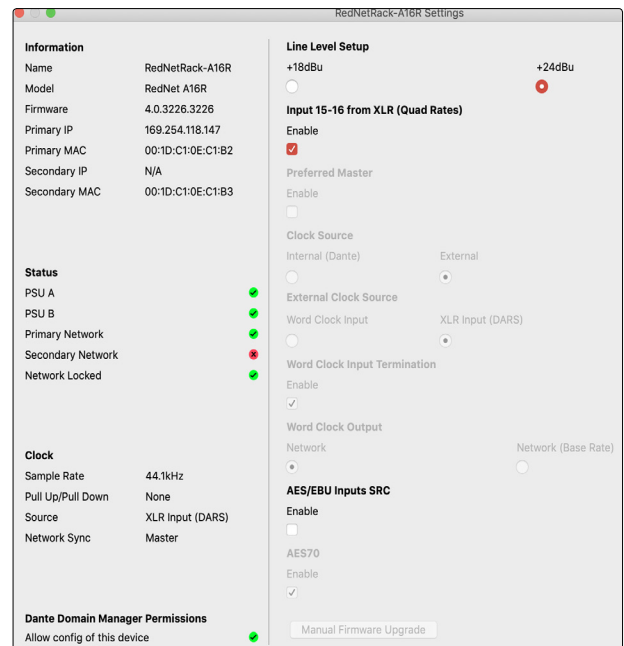 RedNetRack-A16R Settings
Information
Name RedNetRack-A16R
Model RedNet A16R
Firmware 4.0.3226.3226
Primary IP 169.254.118.147
Primary MAC 00:1D:C1:0E:C1:B2
Secondary IP N/A
Secondary MAC 00:1D:C1:0E:C1:B3
Status
PSU A
PSU B
Primary Network
Secondary Network
Network Locked
Clock
Sample Rate 44.1kHz
Pull Up/Pull Down None
Source XLR Input (DARS)
Network Sync Master
Dante Domain Manager Permissions
Allow config of this device
Line Level Setup
+18dBu +24dBu
Input 15-16 from XLR (Quad Rates)
Enable
Preferred Master
Enable
Clock Source
Internal (Dante) External
External Clock Source
Word Clock Input XLR Input (DARS)
Word Clock Input Termination
Enable
Word Clock Output
Network Network (Base Rate)
AES/EBU Inputs SRC
Enable
AES70
Enable
Manual Firmware Upgrade